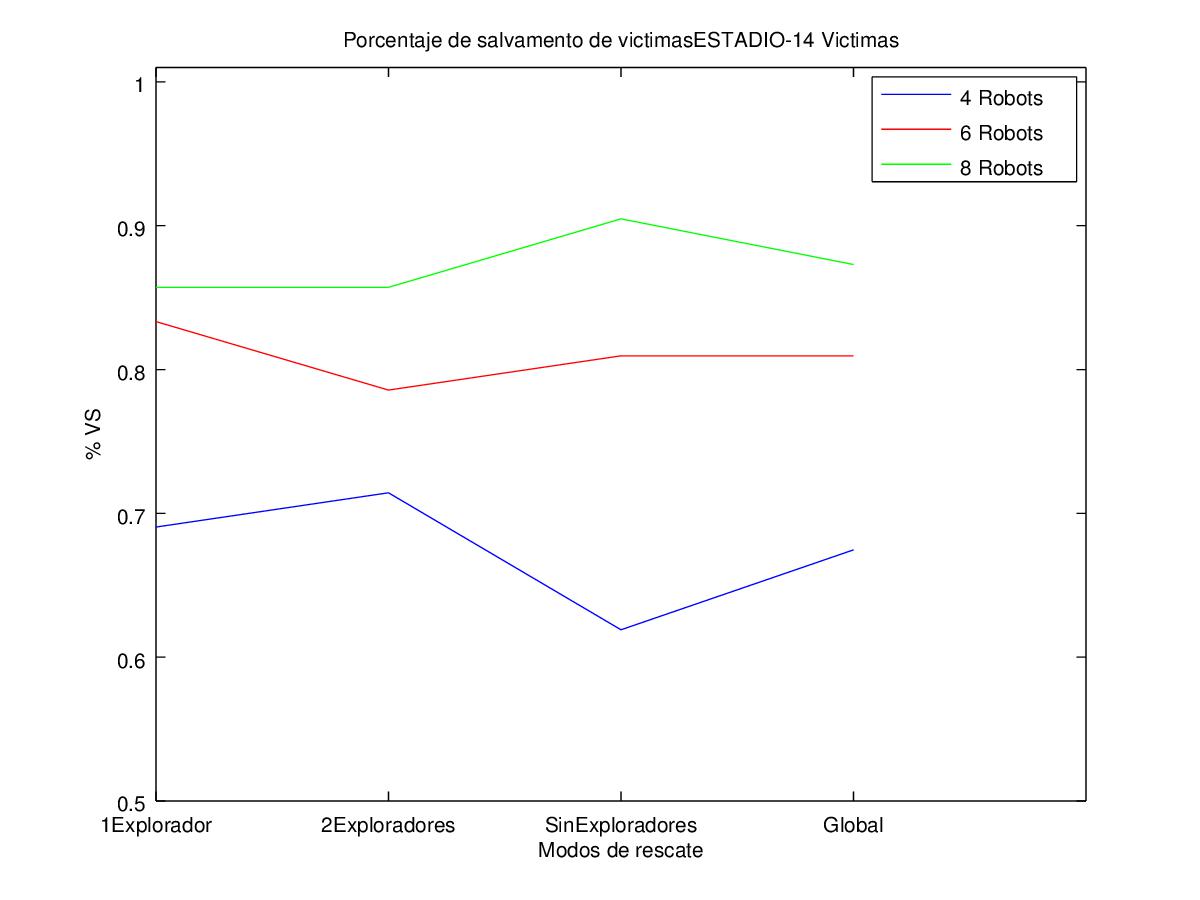 Porcentaje de salvamento de victimasESTADIO-14 Victimas
1
0.9
0.8
0.7
0.6
0.5
% VS
4 Robots
6 Robots
8 Robots
1Explorador
2Exploradores
SinExploradores
Global
Modos de rescate